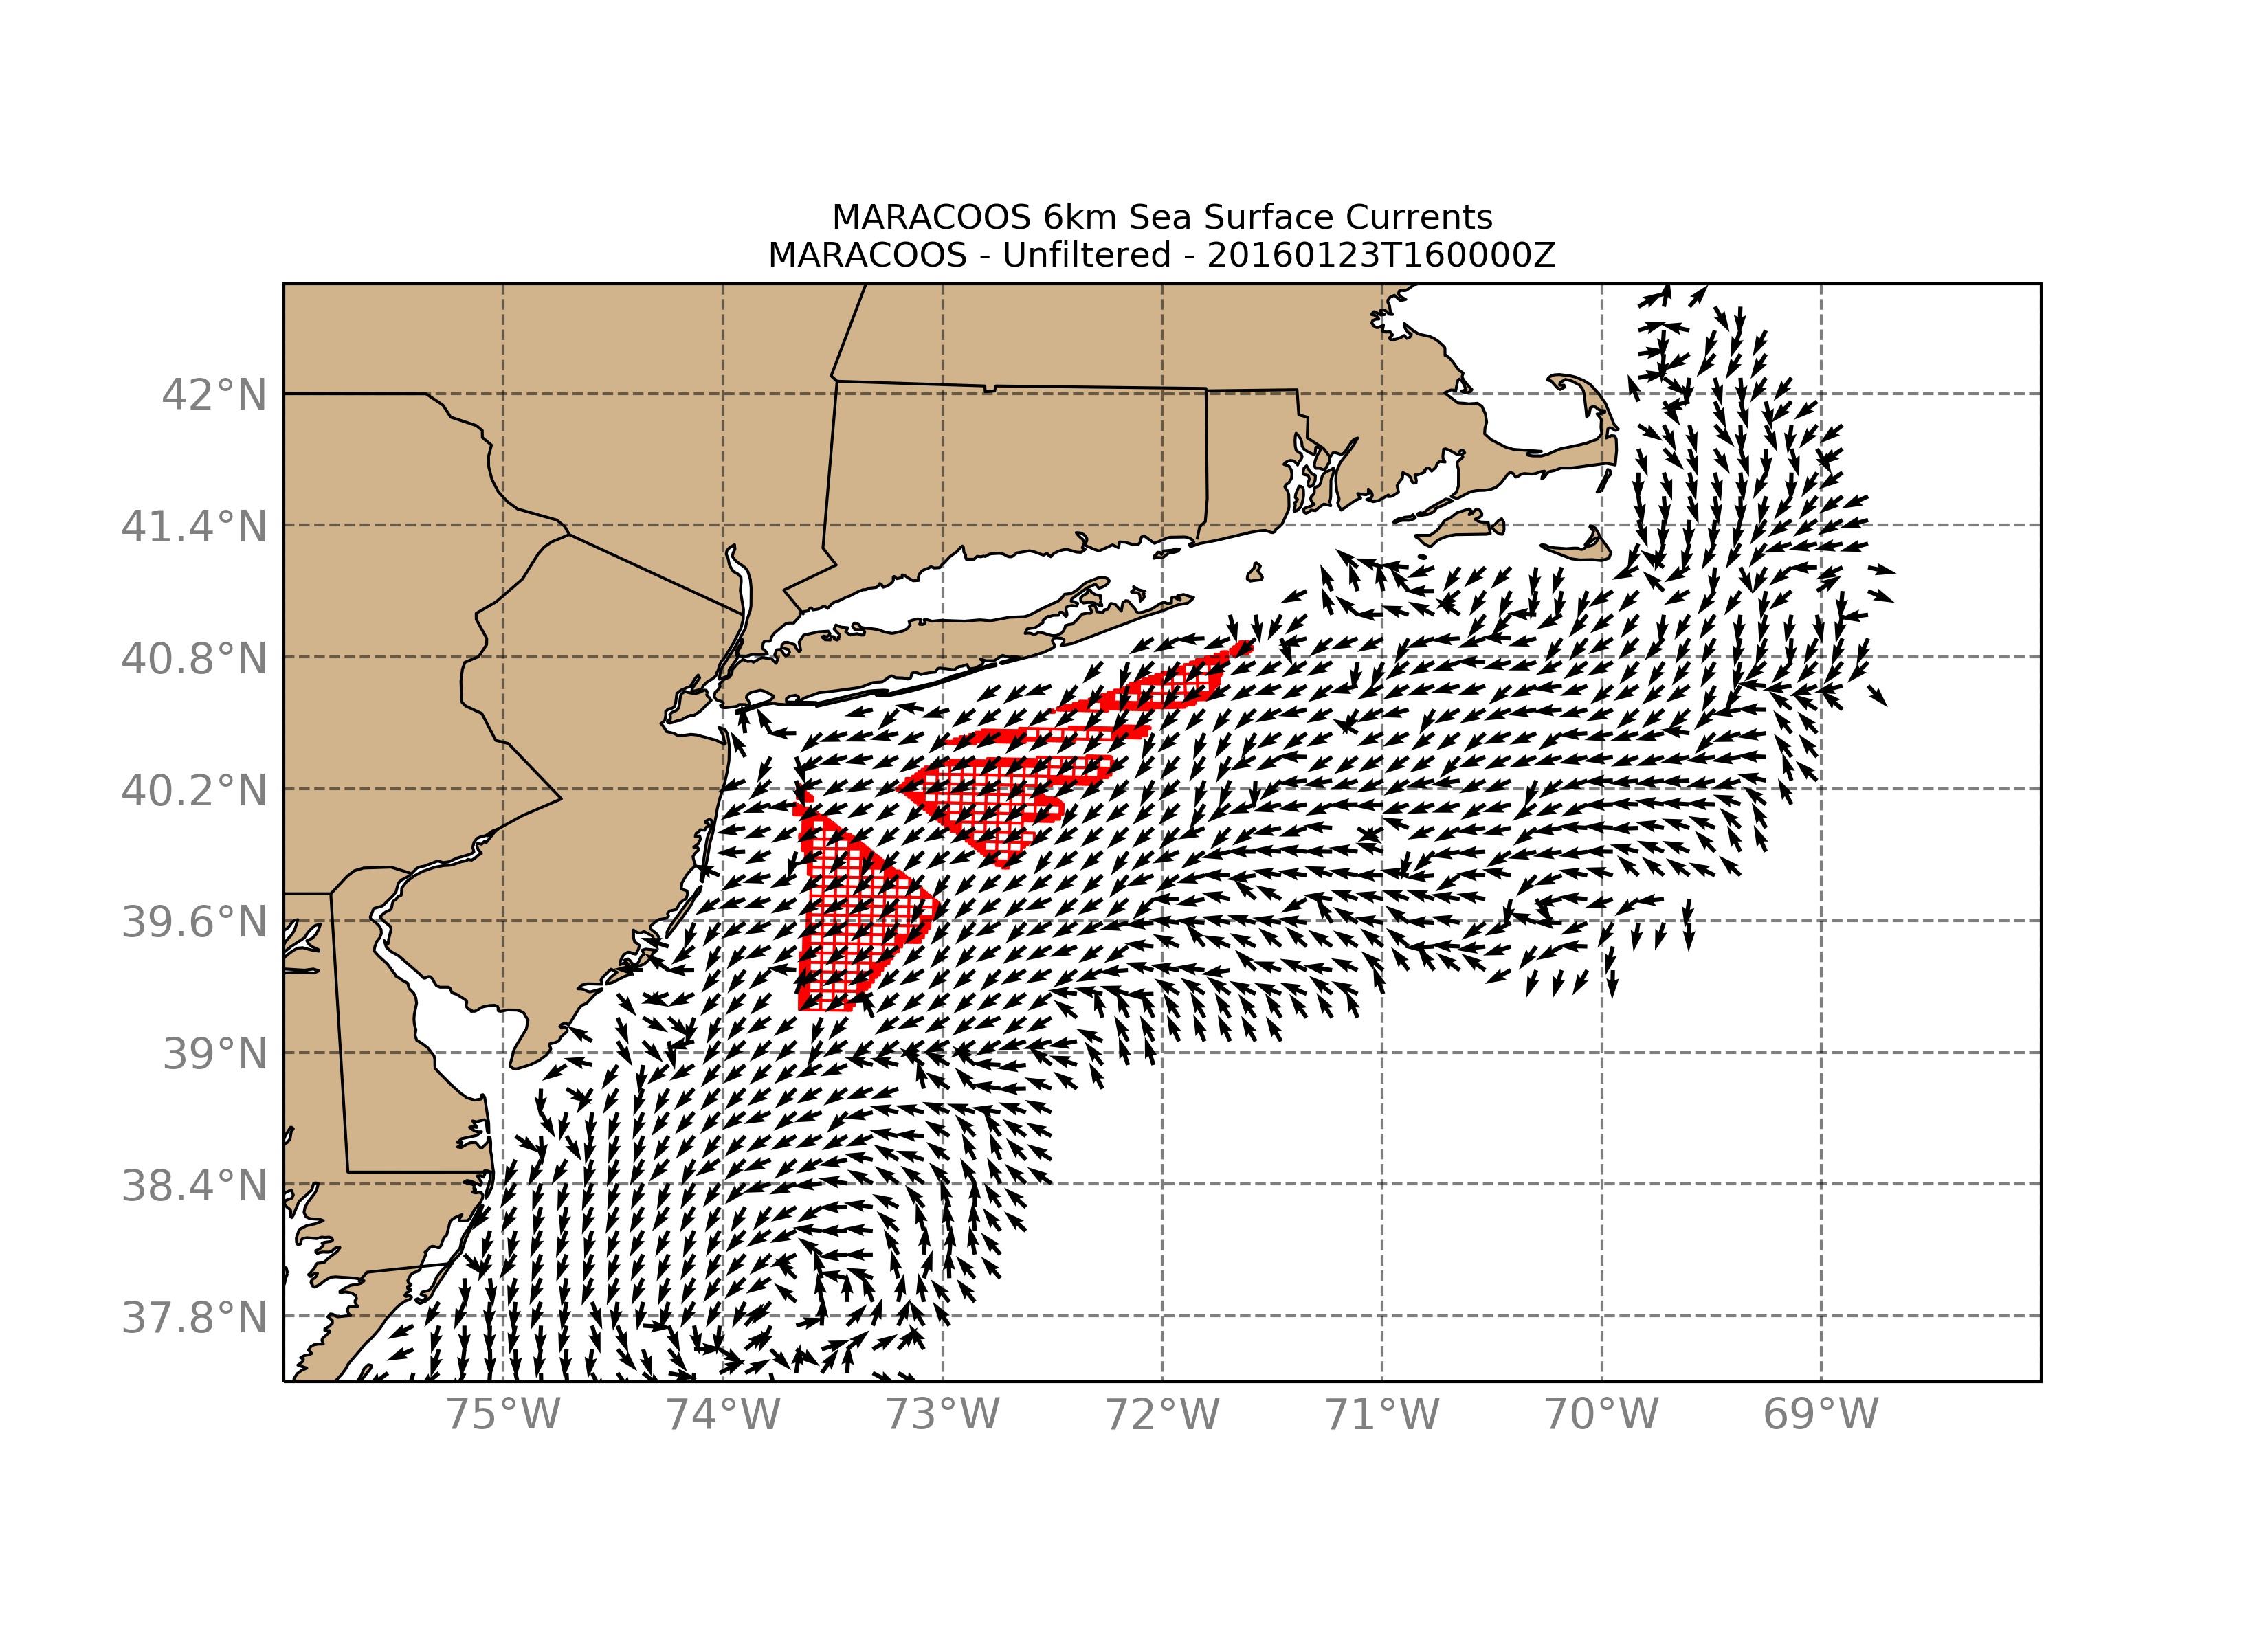 MARACOOS 6km Sea Surface Currents
MARACOOS - Unfiltered - 20160123T160000Z
42°N
41.4°N
40.8°N
40.2°N
39.6°N
39°N
38.4°N
37.8°N
75°W 74°W 73°W 72°W 71°W 70°W 69°W